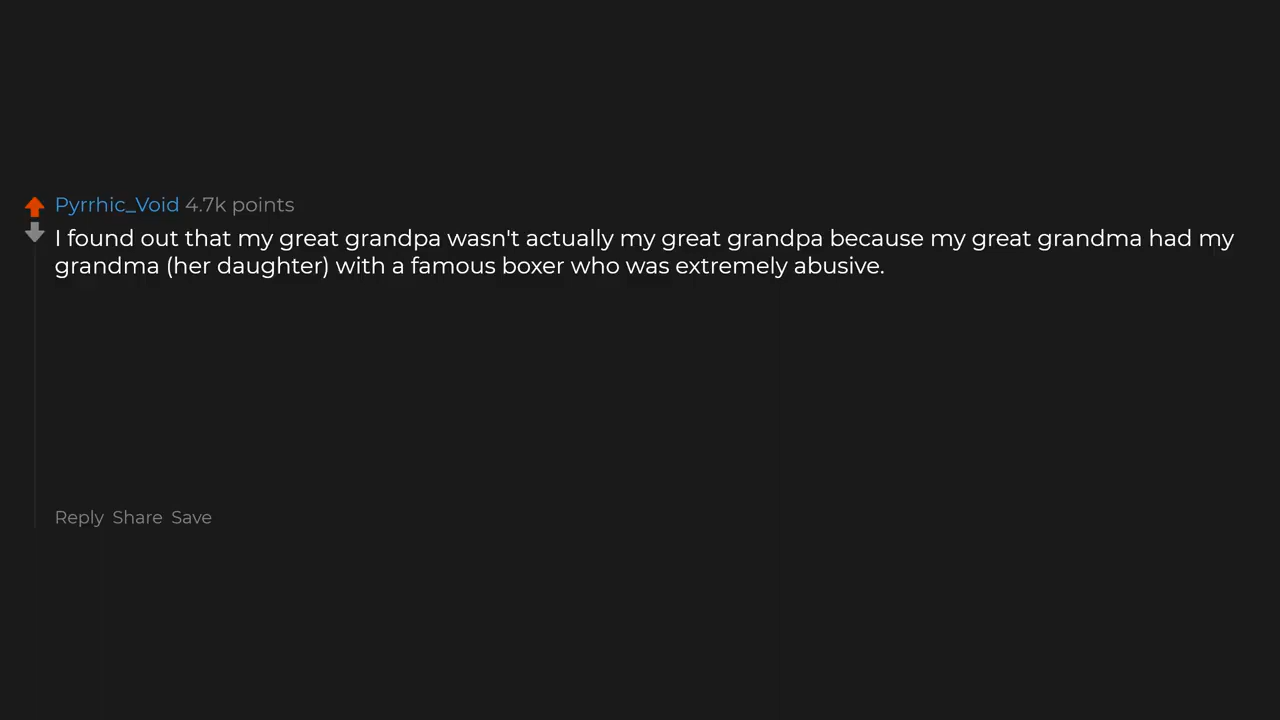 Pyrrhic_Void 4.7k points
I found out that my great grandpa wasn't actually my great grandpa because my great grandma had my
grandma (her daughter) with a famous boxer who was extremely abusive.
Reply Share Save